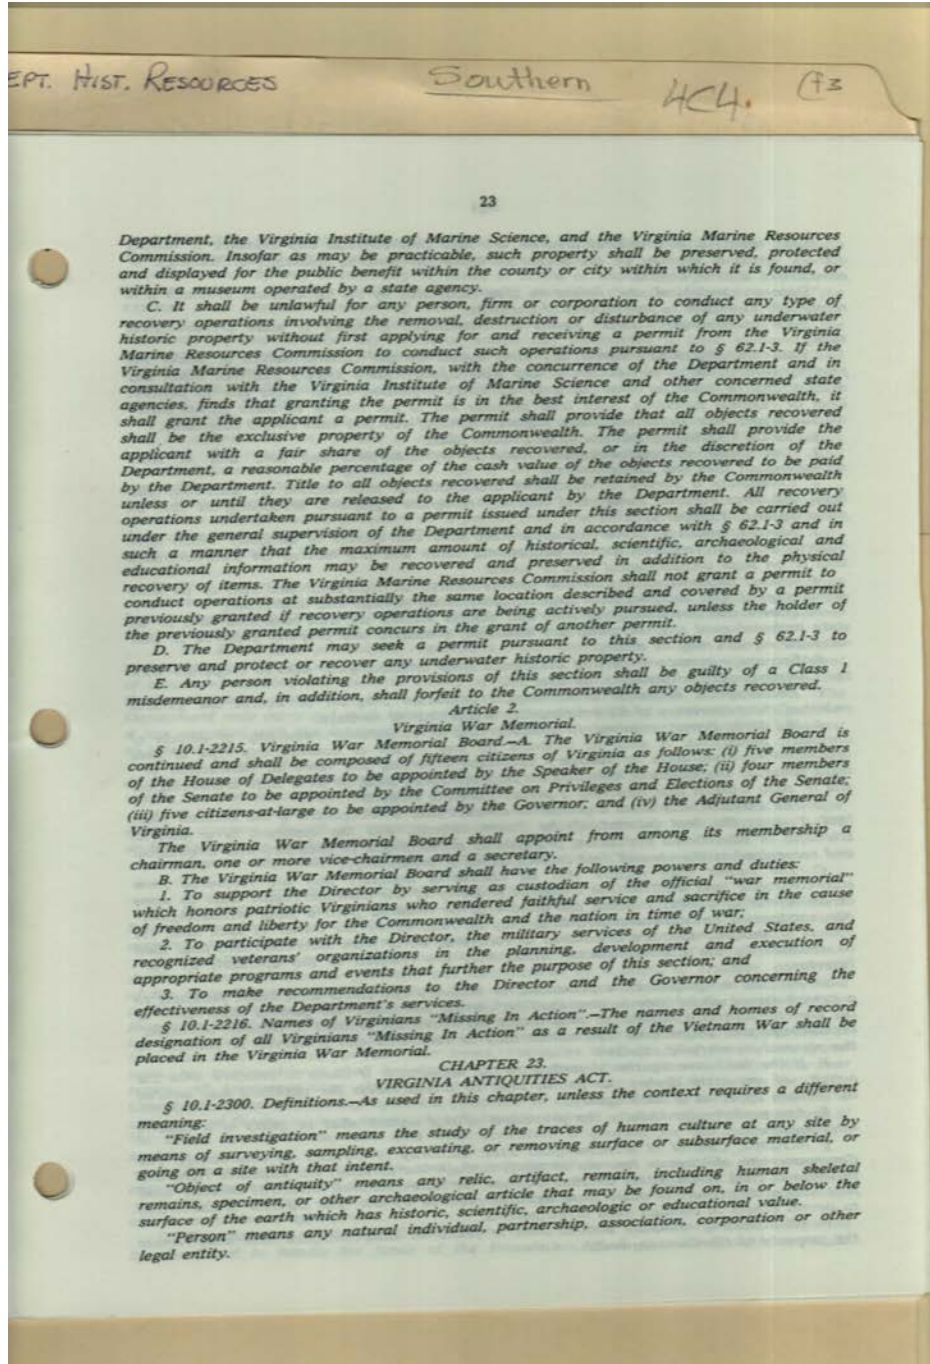 EPT. HIST. RESOURCES
Southern
4C4.
23
Department, the Virginia Institute of Marine Science, and the Virginia Marine Resources
Commission. Insofar as may be practicable, such property shall be preserved, protected
and displayed for the public benefit within the county or city within which it is found, or
within a museum operated by a state agency.
C. It shall be unlawful for any person, firm or corporation to conduct any type of
recovery operations involving the removal, destruction or disturbance of any underwater
historic property without first applying for and receiving a permit from the Virginia
Marine Resources Commission to conduct such operations pursuant to § 62.1-3. If the
Virginia Marine Resources Commission, with the concurrence of the Department and in
consultation with the Virginia Institute of Marine Science and other concerned state
agencies, finds that granting the permit is in the best interest of the Commonwealth, it
shall grant the applicant a permit. The permit shall provide that all objects recovered
shall be the exclusive property of the Commonwealth. The permit shall provide the
applicant with a fair share of the objects recovered, or in the discretion of the
Department, a reasonable percentage of the cash value of the objects recovered to be paid
by the Department. Title to all objects recovered shall be retained by the Commonwealth
unless or until they are released to the applicant by the Department. All recovery
operations undertaken pursuant to a permit issued under this section shall be carried out
under the general supervision of the Department and in accordance with § 62.1-3 and in
such a manner that the maximum amount of historical, scientific, archaeological and
educational information may be recovered and preserved in addition to the physical
recovery of items. The Virginia Marine Resources Commission shall not grant a permit to
conduct operations at substantially the same location described and covered by a permit
previously granted if recovery operations are being actively pursued, unless the holder of
the previously granted permit concurs in the grant of another permit.
D. The Department may seek a permit pursuant to this section and § 62.1-3 to
preserve and protect or recover any underwater historic property.
E. Any person violating the provisions of this section shall be guilty of a Class 1
misdemeanor and, in addition, shall forfeit to the Commonwealth any objects recovered.
Article 2.
Virginia War Memorial.
§ 10.1-2215. Virginia War Memorial Board.—A. The Virginia War Memorial Board is
continued and shall be composed of fifteen citizens of Virginia as follows: (i) five members
of the House of Delegates to be appointed by the Speaker of the House; (ii) four members
of the Senate to be appointed by the Committee on Privileges and Elections of the Senate;
(iii) five citizens-at-large to be appointed by the Governor; and (iv) the Adjutant General of
Virginia.
The Virginia War Memorial Board shall appoint from among its membership a
chairman, one or more vice-chairmen and a secretary.
B. The Virginia War Memorial Board shall have the following powers and duties:
1. To support the Director by serving as custodian of the official "war memorial"
which honors patriotic Virginians who rendered faithful service and sacrifice in the cause
of freedom and liberty for the Commonwealth and the nation in time of war;
2. To participate with the Director, the military services of the United States, and
recognized veterans' organizations in the planning, development and execution of
appropriate programs and events that further the purpose of this section; and
3. To make recommendations to the Director and the Governor concerning the
effectiveness of the Department's services.
§ 10.1-2216. Names of Virginians "Missing In Action".—The names and homes of record
designation of all Virginians "Missing In Action" as a result of the Vietnam War shall be
placed in the Virginia War Memorial.
CHAPTER 23.
VIRGINIA ANTIQUITIES ACT.
§ 10.1-2300. Definitions.—As used in this chapter, unless the context requires a different
meaning:
"Field investigation" means the study of the traces of human culture at any site by
means of surveying, sampling, excavating, or removing surface or subsurface material, or
going on a site with that intent.
"Object of antiquity" means any relic, artifact, remain, including human skeletal
remains, specimen, or other archaeological article that may be found on, in or below the
surface of the earth which has historic, scientific, archaeologic or educational value.
"Person" means any natural individual, partnership, association, corporation or other
legal entity.